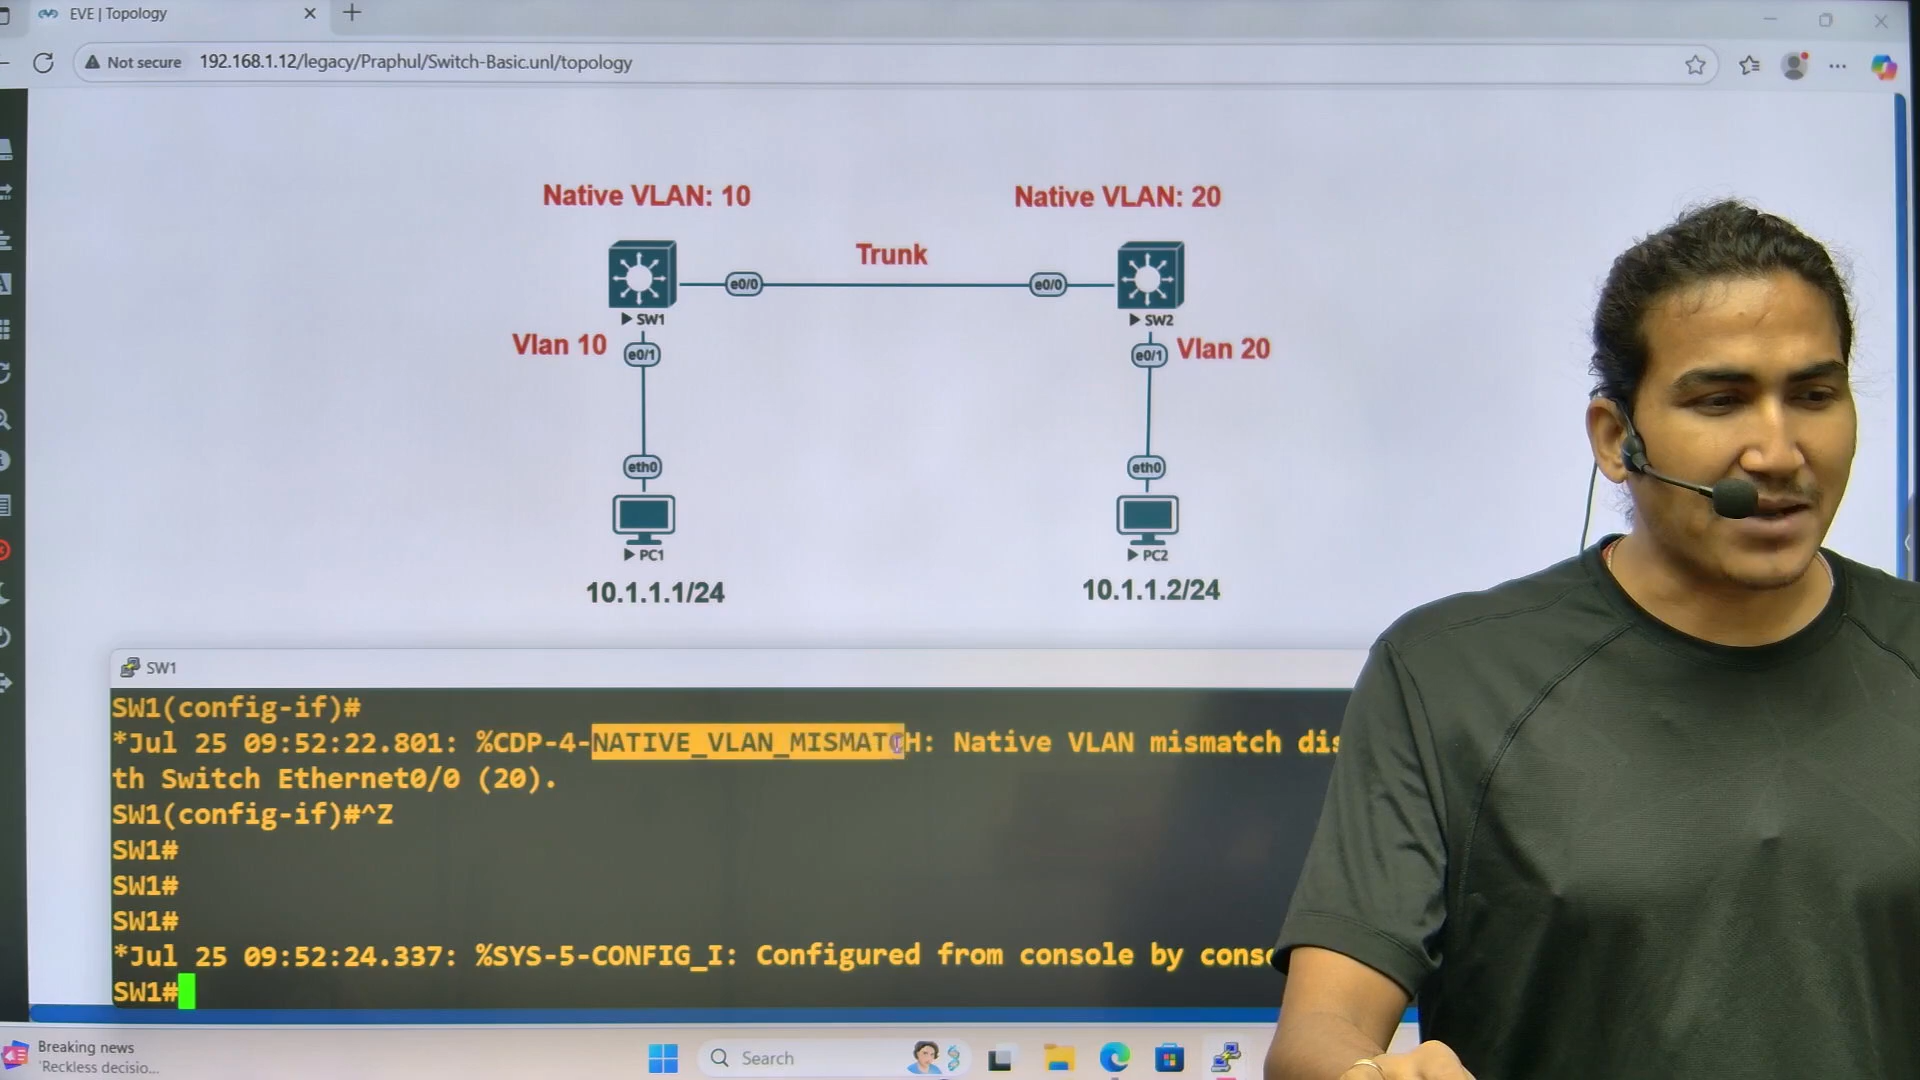 EVE | Topology
Not secure 192.168.1.12/legacy/Praphul/Switch-Basic.unl/topology
Native VLAN: 10
Native VLAN: 20
Trunk
e0/0
e0/0
SW1
SW2
Vlan 10
e0/1
e0/1
Vlan 20
eth0
eth0
PC1
PC2
10.1.1.1/24
10.1.1.2/24
SW1
SW1(config-if)#
*Jul 25 09:52:22.801: %CDP-4-NATIVE_VLAN_MISMATCH: Native VLAN mismatch dis
th Switch Ethernet0/0 (20).
SW1(config-if)#^Z
SW1#
SW1#
SW1#
*Jul 25 09:52:24.337: %SYS-5-CONFIG_I: Configured from console by conso
SW1#
Breaking news
'Reckless decisio...
Search